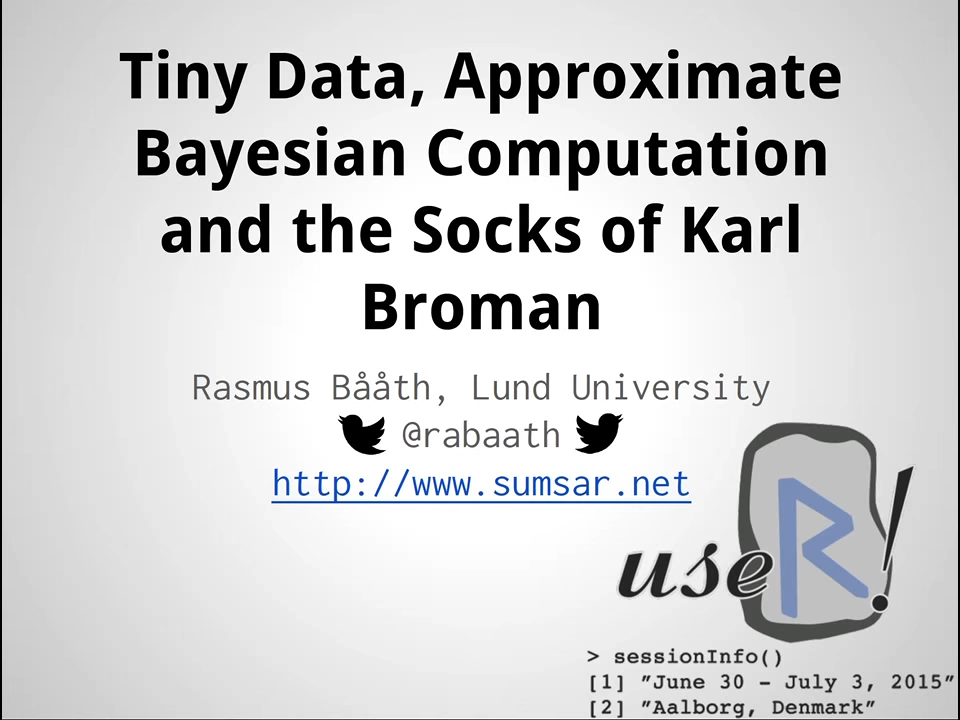 Tiny Data, Approximate
Bayesian Computation
and the Socks of Karl
Broman
Rasmus Bååth, Lund University
@rabaath
http://www.sumsar.net
useR!
> sessionInfo()
[1] ”June 30 – July 3, 2015”
[2] ”Aalborg, Denmark”